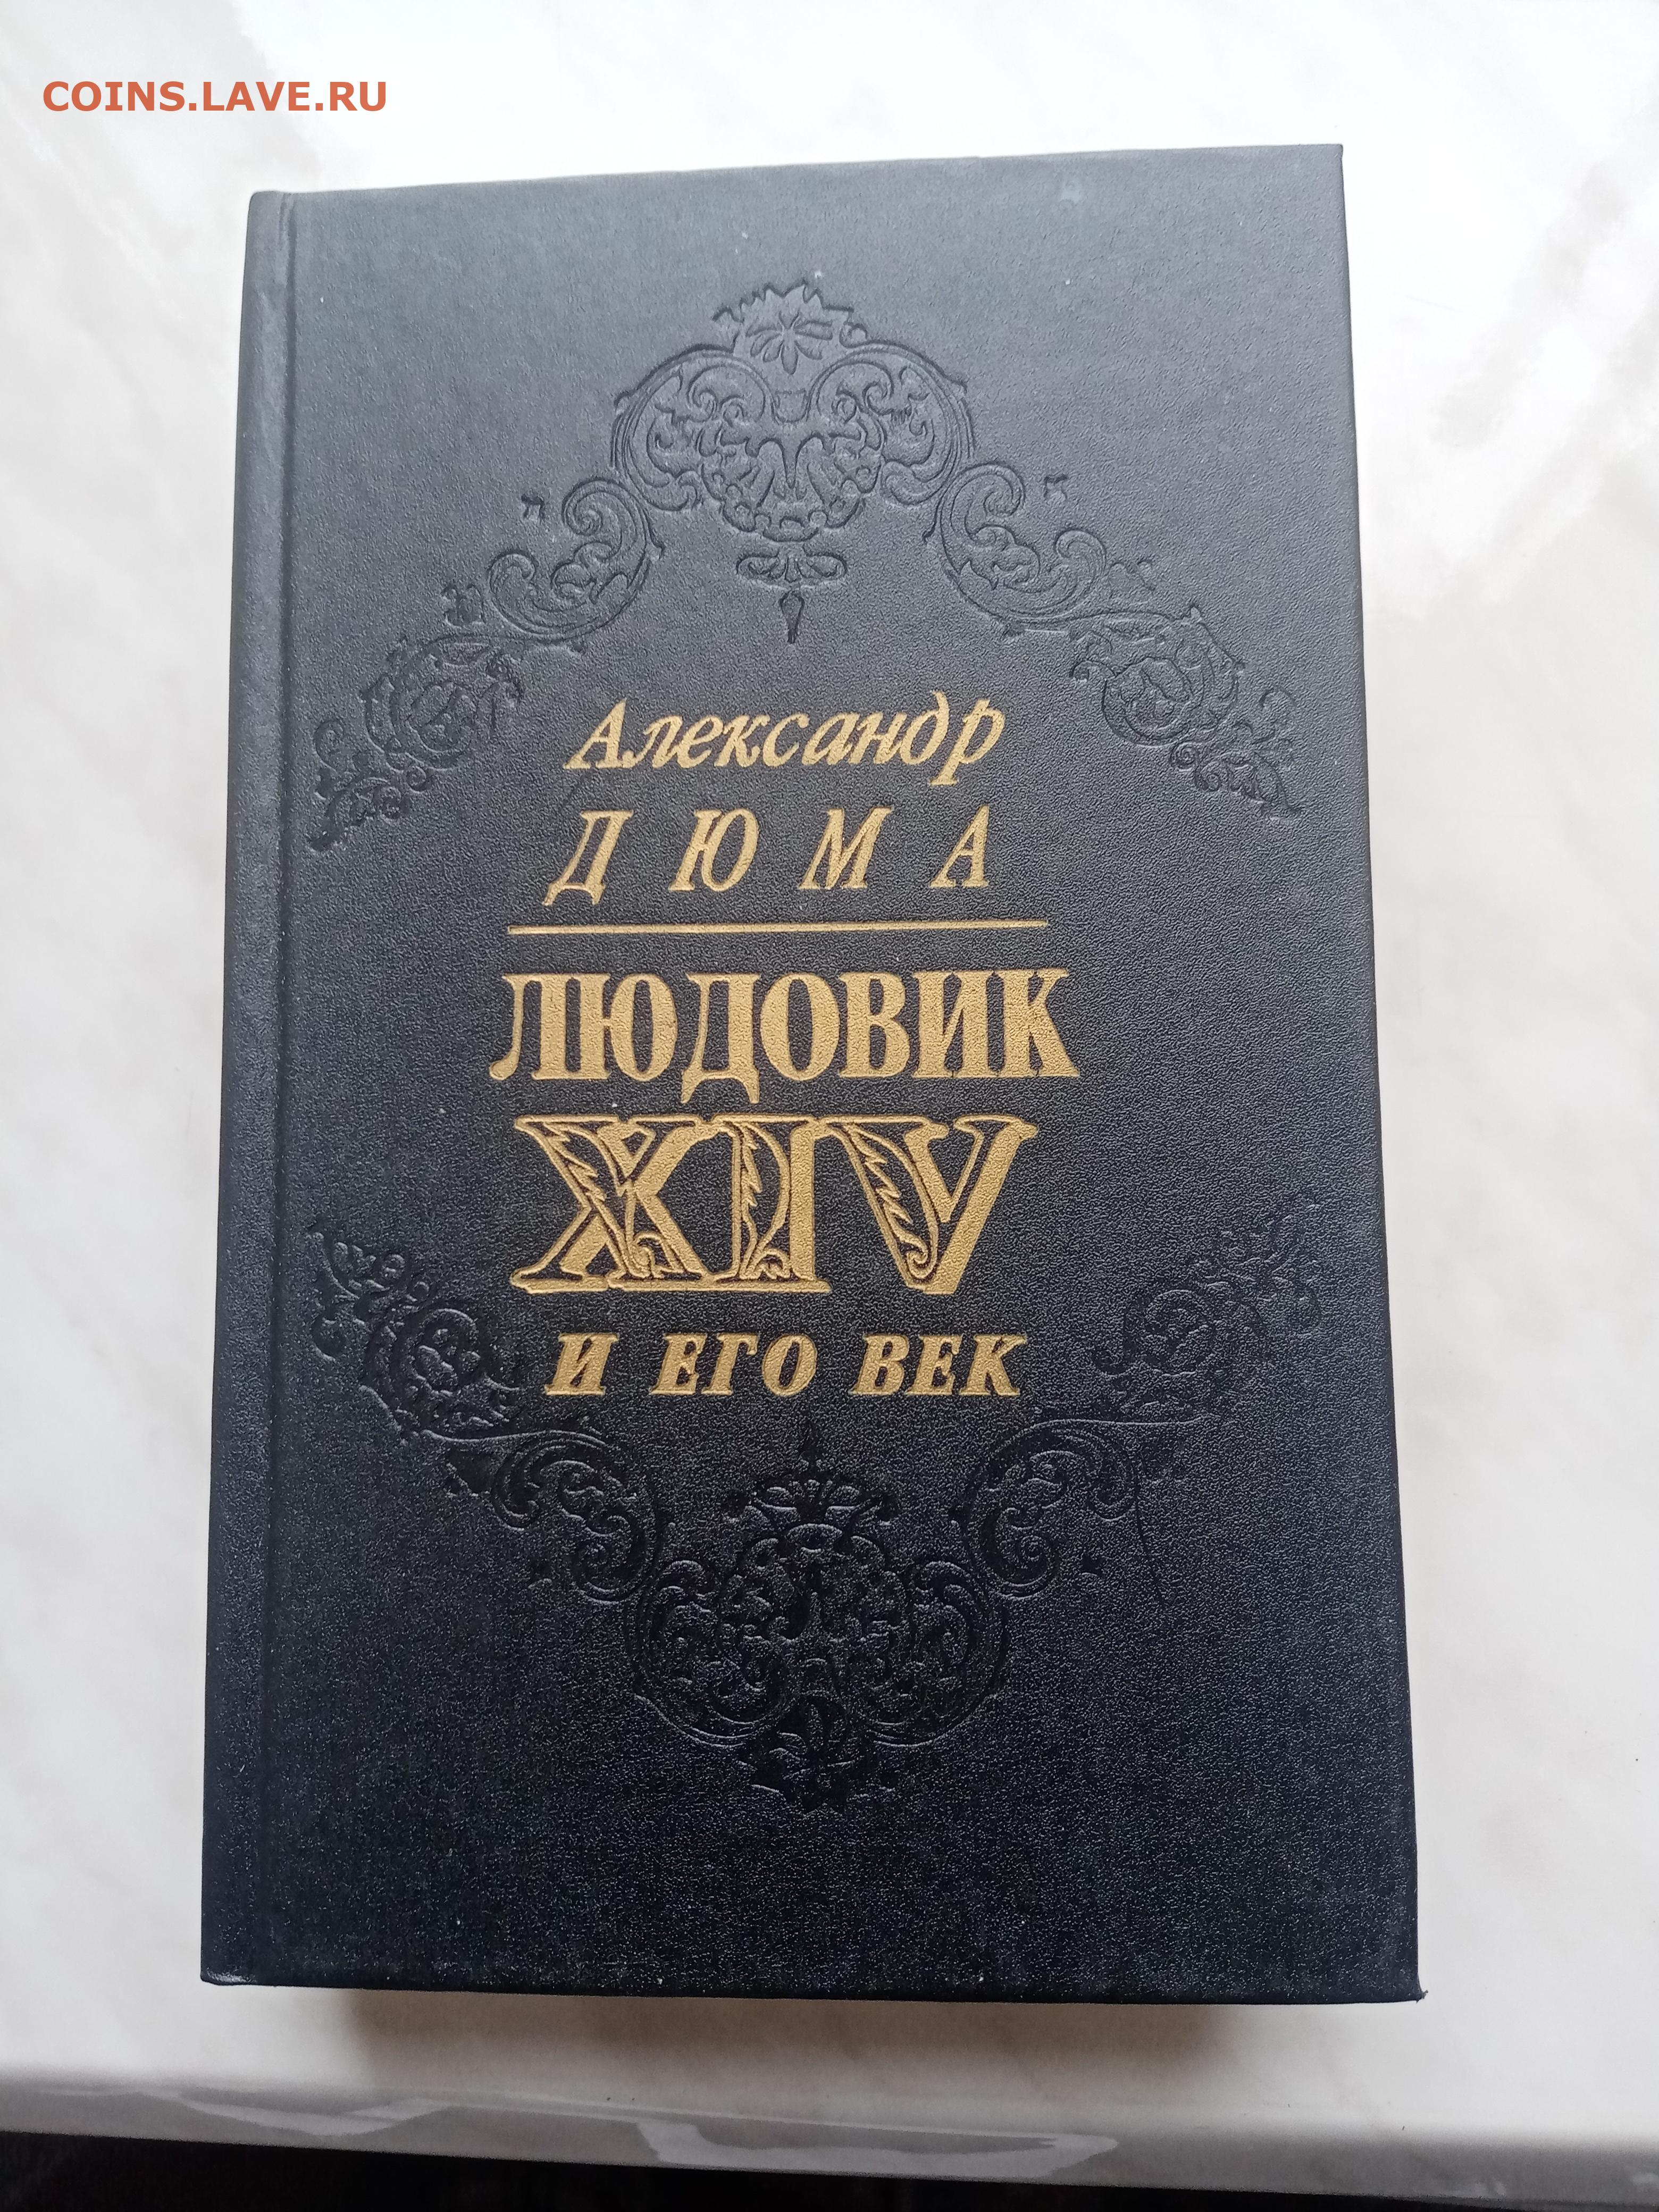 COINS.LAVE.RU
Александр
ДЮМА
ЛЮДОВИК
XIV
И ЕГО ВЕК